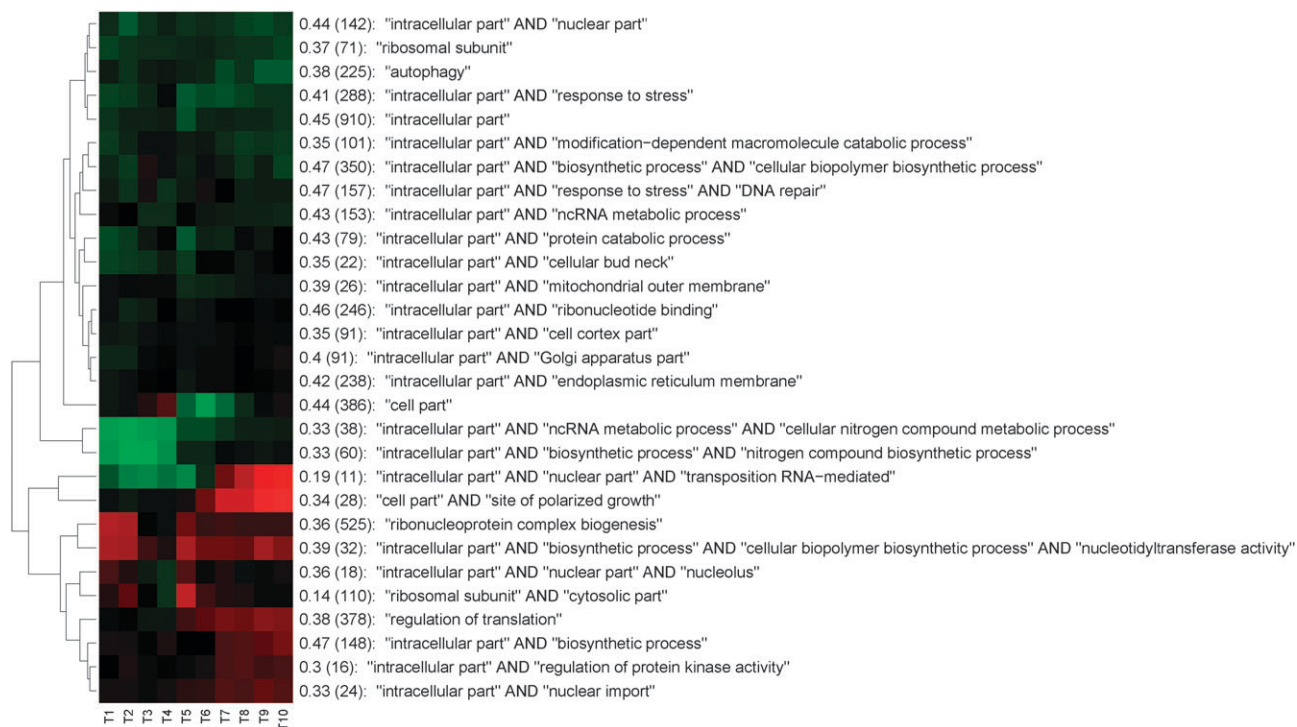 0.44 (142): "intracellular part" AND "nuclear part"
0.37 (71): "ribosomal subunit"
0.38 (225): "autophagy"
0.41 (288): "intracellular part" AND "response to stress"
0.45 (910): "intracellular part"
0.35 (101): "intracellular part" AND "modification−dependent macromolecule catabolic process"
0.47 (350): "intracellular part" AND "biosynthetic process" AND "cellular biopolymer biosynthetic process"
0.47 (157): "intracellular part" AND "response to stress" AND "DNA repair"
0.43 (153): "intracellular part" AND "ncRNA metabolic process"
0.43 (79): "intracellular part" AND "protein catabolic process"
0.35 (22): "intracellular part" AND "cellular bud neck"
0.39 (26): "intracellular part" AND "mitochondrial outer membrane"
0.46 (246): "intracellular part" AND "ribonucleotide binding"
0.35 (91): "intracellular part" AND "cell cortex part"
0.4 (91): "intracellular part" AND "Golgi apparatus part"
0.42 (238): "intracellular part" AND "endoplasmic reticulum membrane"
0.44 (386): "cell part"
0.33 (38): "intracellular part" AND "ncRNA metabolic process" AND "cellular nitrogen compound metabolic process"
0.33 (60): "intracellular part" AND "biosynthetic process" AND "nitrogen compound biosynthetic process"
0.19 (11): "intracellular part" AND "nuclear part" AND "transposition RNA−mediated"
0.34 (28): "cell part" AND "site of polarized growth"
0.36 (525): "ribonucleoprotein complex biogenesis"
0.39 (32): "intracellular part" AND "biosynthetic process" AND "cellular biopolymer biosynthetic process" AND "nucleotidyltransferase activity"
0.36 (18): "intracellular part" AND "nuclear part" AND "nucleolus"
0.14 (110): "ribosomal subunit" AND "cytosolic part"
0.38 (378): "regulation of translation"
0.47 (148): "intracellular part" AND "biosynthetic process"
0.3 (16): "intracellular part" AND "regulation of protein kinase activity"
0.33 (24): "intracellular part" AND "nuclear import"
T1 T2 T3 T4 T5 T6 T7 T8 T9 T10